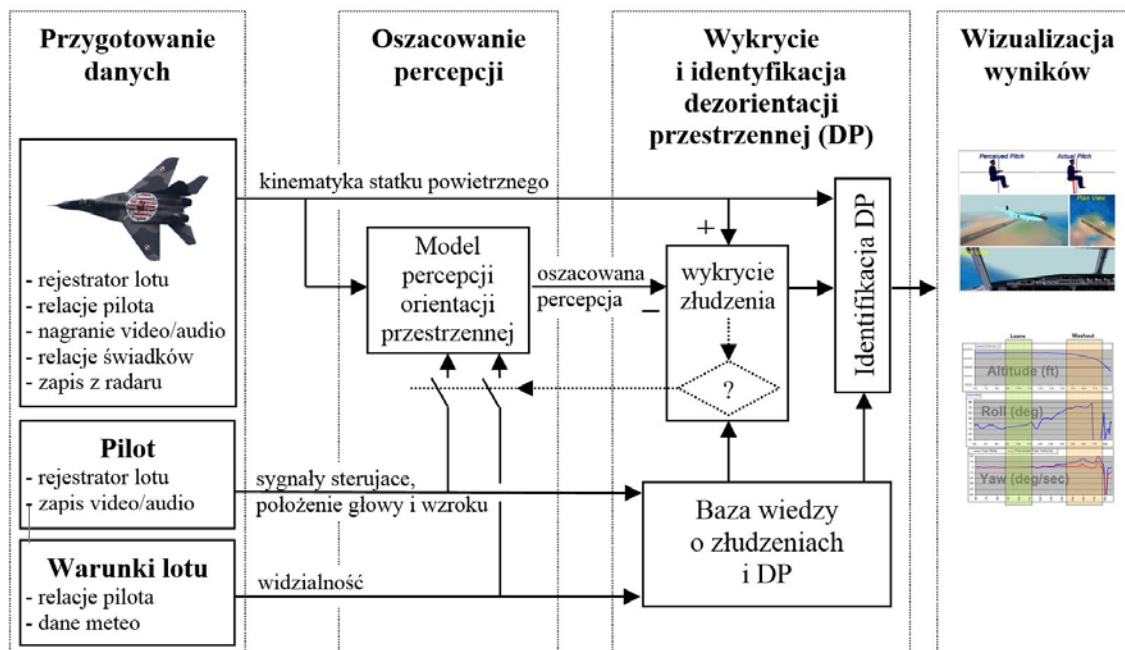 Przygotowanie
danych
- rejestrator lotu
- relacje pilota
- nagranie video/audio
- relacje świadków
- zapis z radaru
Pilot
- rejestrator lotu
- zapis video/audio
Warunki lotu
- relacje pilota
- dane meteo
Oszacowanie
percepcji
kinematyka statku powietrznego
Model
percepcji
orientacji
przestrzennej
oszacowana
percepcja
sygnały sterujace,
położenie głowy i wzroku
widzialność
Wykrycie
i identyfikacja
dezorientacji
przestrzennej (DP)
+
−
wykrycie
złudzenia
?
Identifikacja DP
Baza wiedzy
o złudzeniach
i DP
Wizualizacja
wyników
Perceived Pitch
Actual Pitch
Plan View
Leans
Washout
Altitude (ft)
Roll (deg)
Yaw (deg/sec)